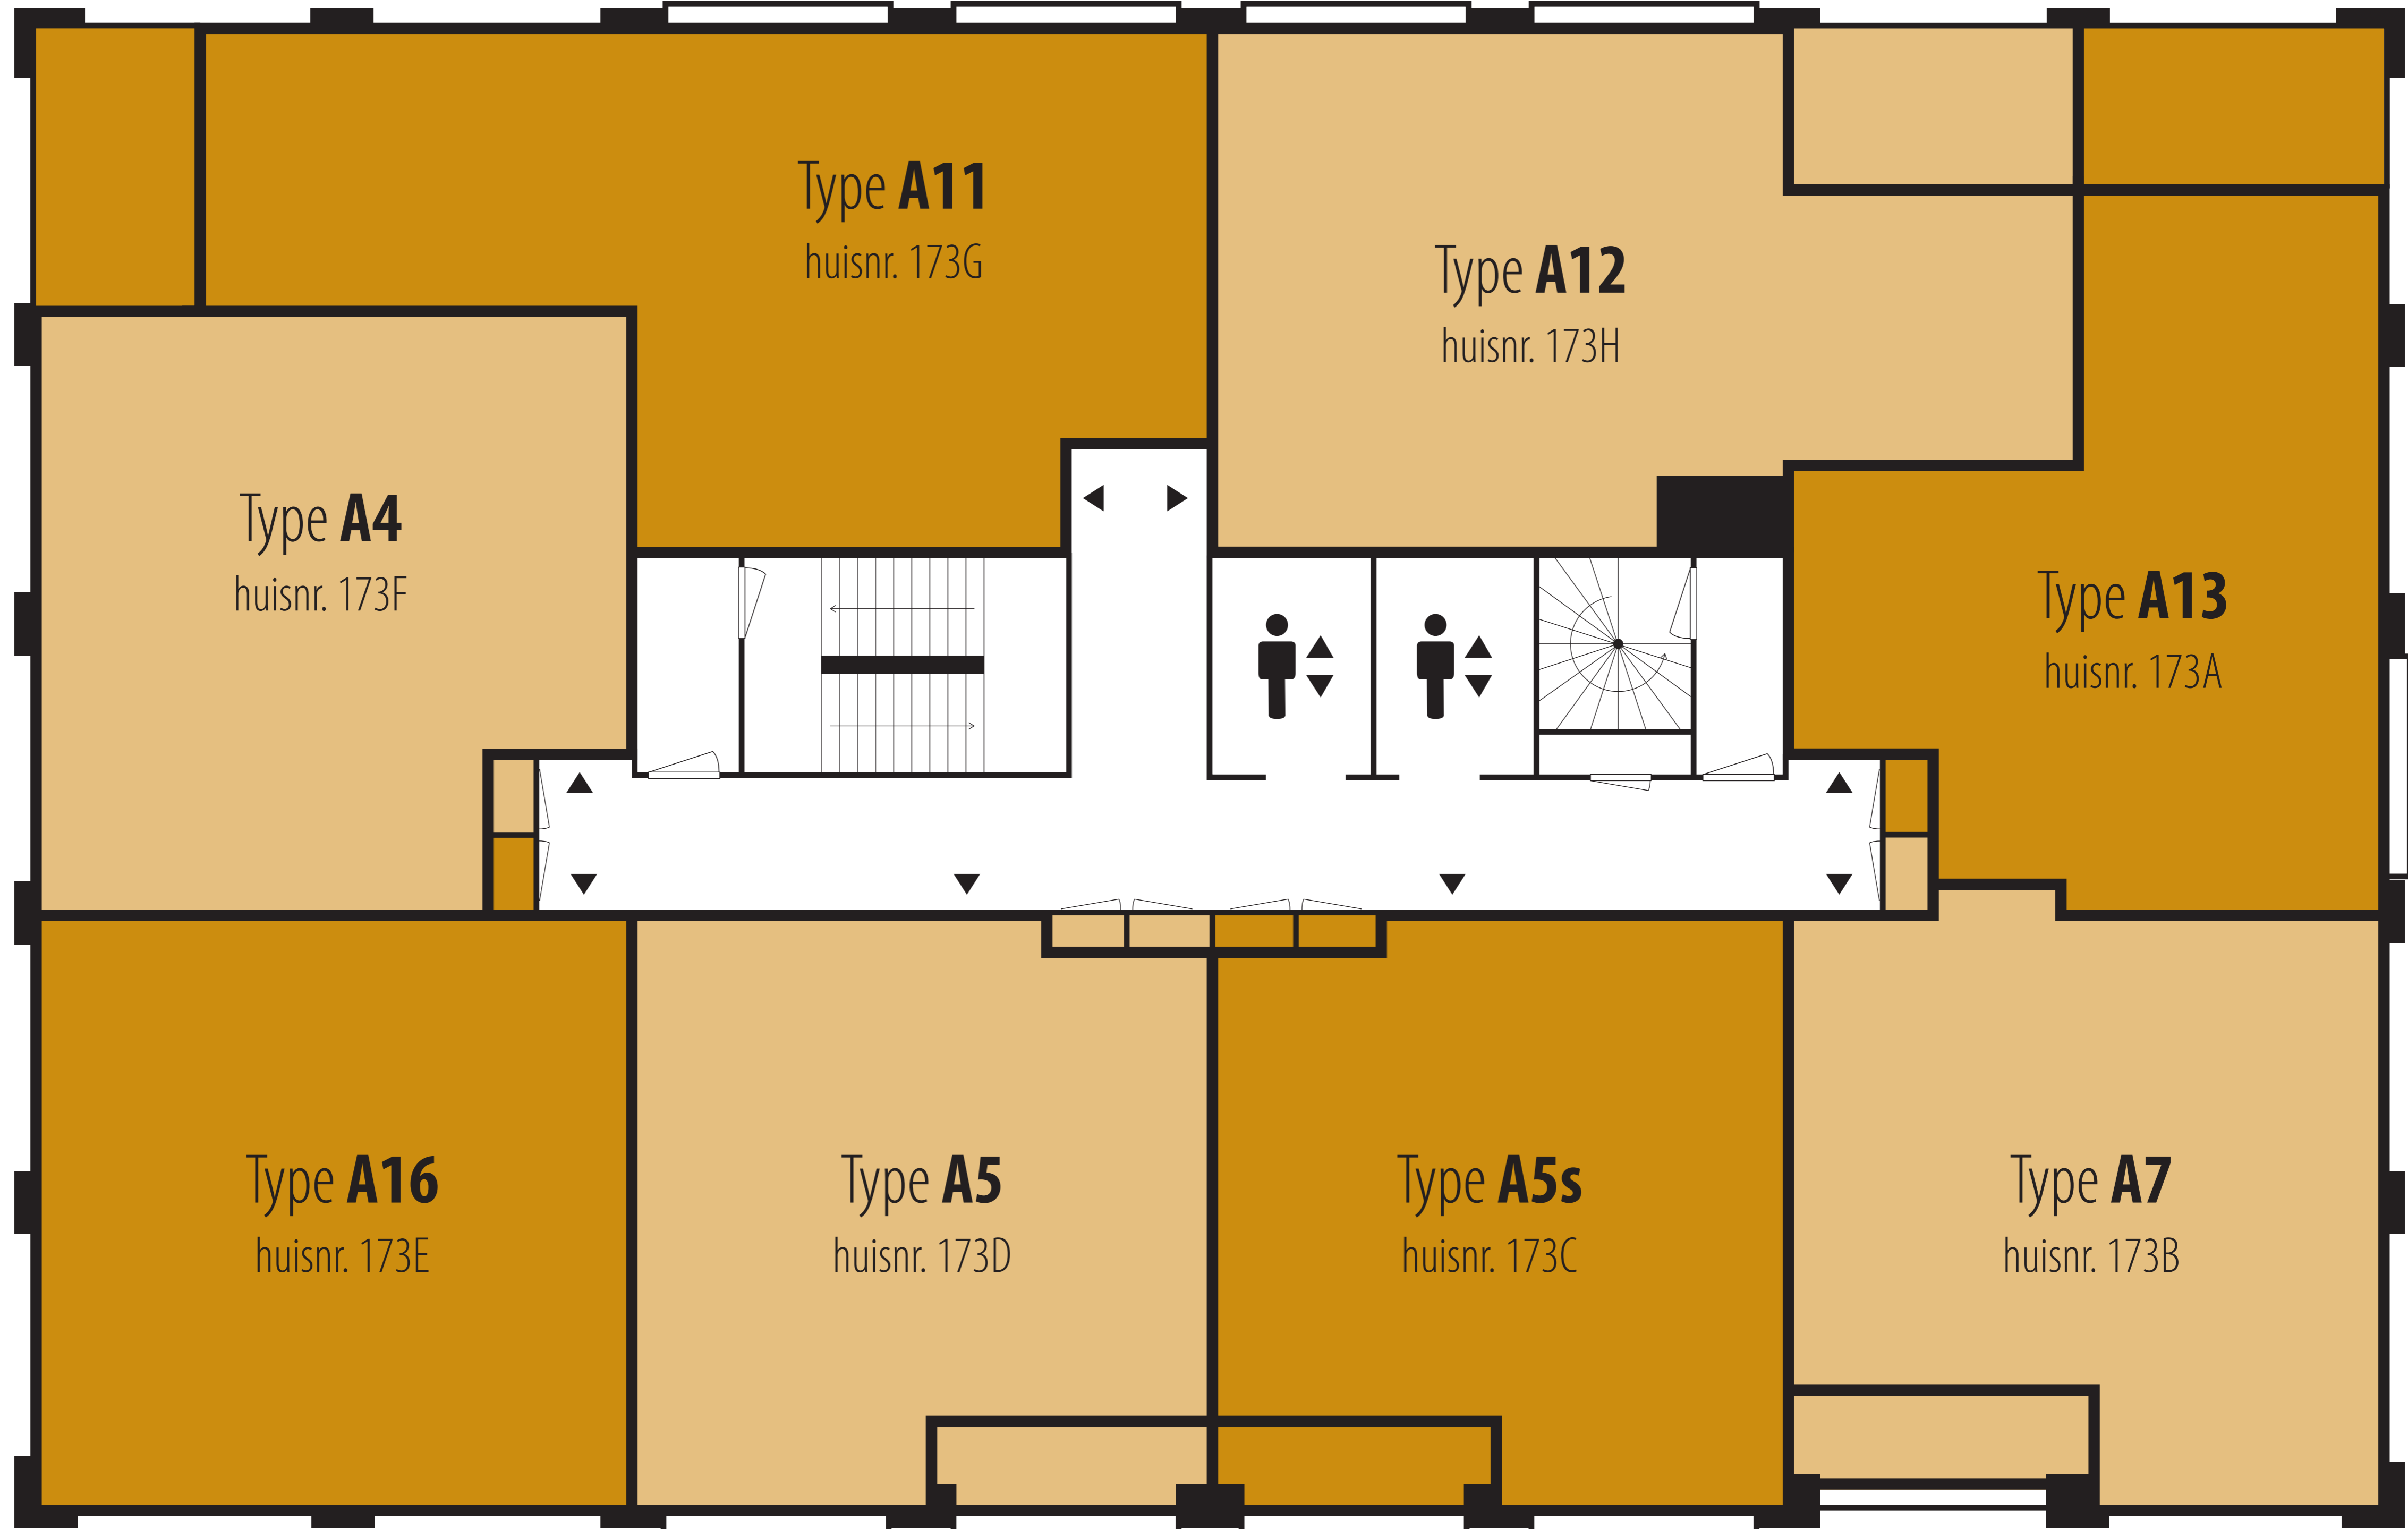 Type A11
huisnr. 173G
Type A12
huisnr. 173H
Type A4
huisnr. 173F
Type A13
huisnr. 173A
Type A16
huisnr. 173E
Type A5
huisnr. 173D
Type A5s
huisnr. 173C
Type A7
huisnr. 173B